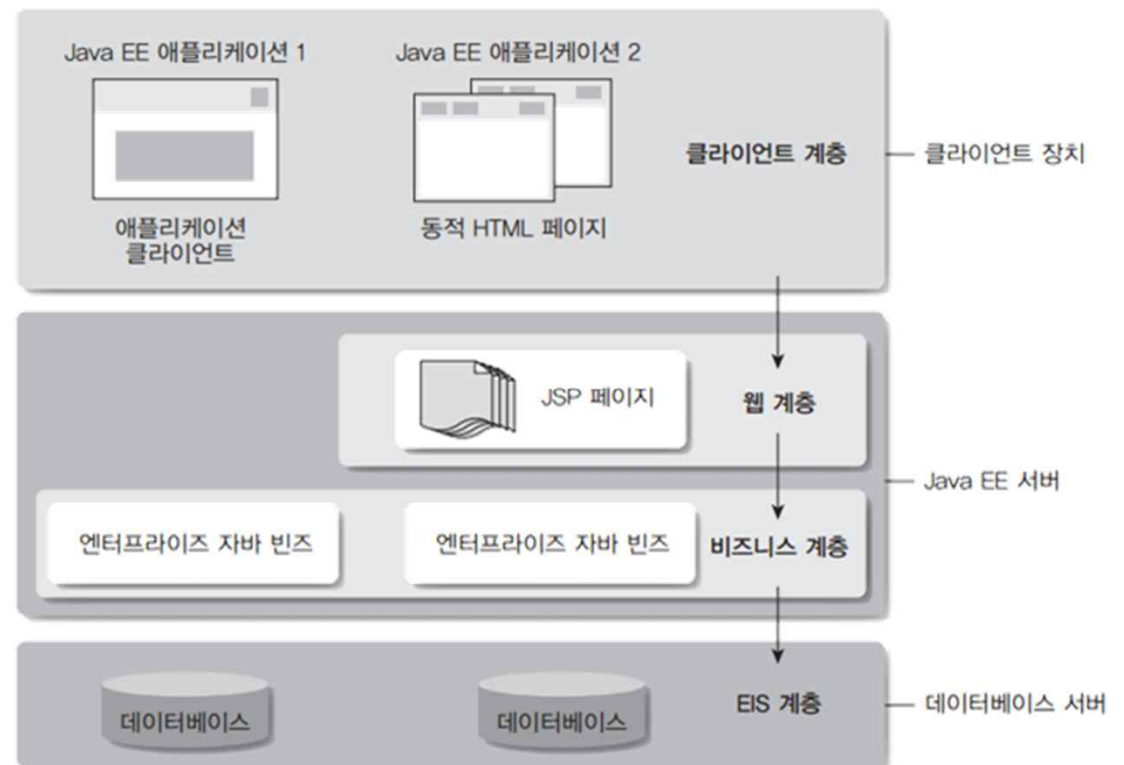 Java EE 애플리케이션 1
Java EE 애플리케이션 2
애플리케이션
클라이언트
동적 HTML 페이지
클라이언트 계층
클라이언트 장치
JSP 페이지
웹 계층
Java EE 서버
엔터프라이즈 자바 빈즈
엔터프라이즈 자바 빈즈
비즈니스 계층
데이터베이스
데이터베이스
EIS 계층
데이터베이스 서버